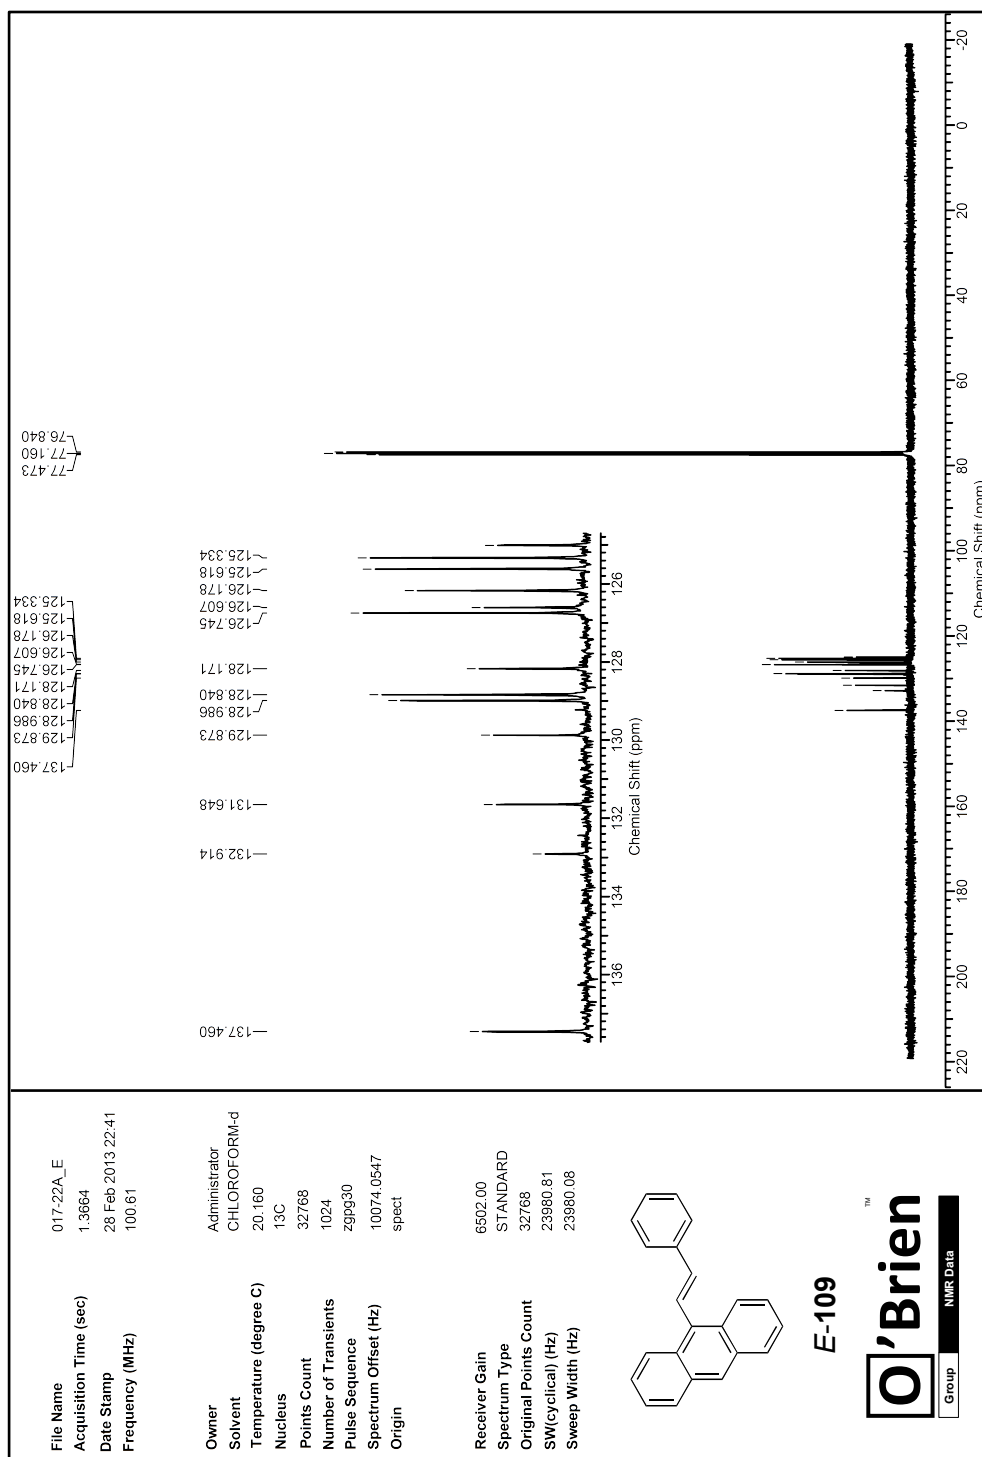 File Name 017-22A_E
Acquisition Time (sec) 1.3664
Date Stamp 28 Feb 2013 22:41
Frequency (MHz) 100.61
Owner Administrator
Solvent CHLOROFORM-d
Temperature (degree C) 20.160
Nucleus 13C
Points Count 32768
Number of Transients 1024
Pulse Sequence zgpg30
Spectrum Offset (Hz) 10074.0547
Origin spect
Receiver Gain 6502.00
Spectrum Type STANDARD
Original Points Count 32768
SW(cyclical) (Hz) 23980.81
Sweep Width (Hz) 23980.08
E-109
O'Brien ™
Group NMR Data
137.460
129.873
128.986
128.840
128.171
126.745
126.607
126.178
125.618
125.334
77.473
77.160
76.840
137.460
132.914
131.648
129.873
128.986
128.840
128.171
126.745
126.607
126.178
125.618
125.334
136 134 132 130 128 126
Chemical Shift (ppm)
220 200 180 160 140 120 100 80 60 40 20 0 -20
Chemical Shift (ppm)